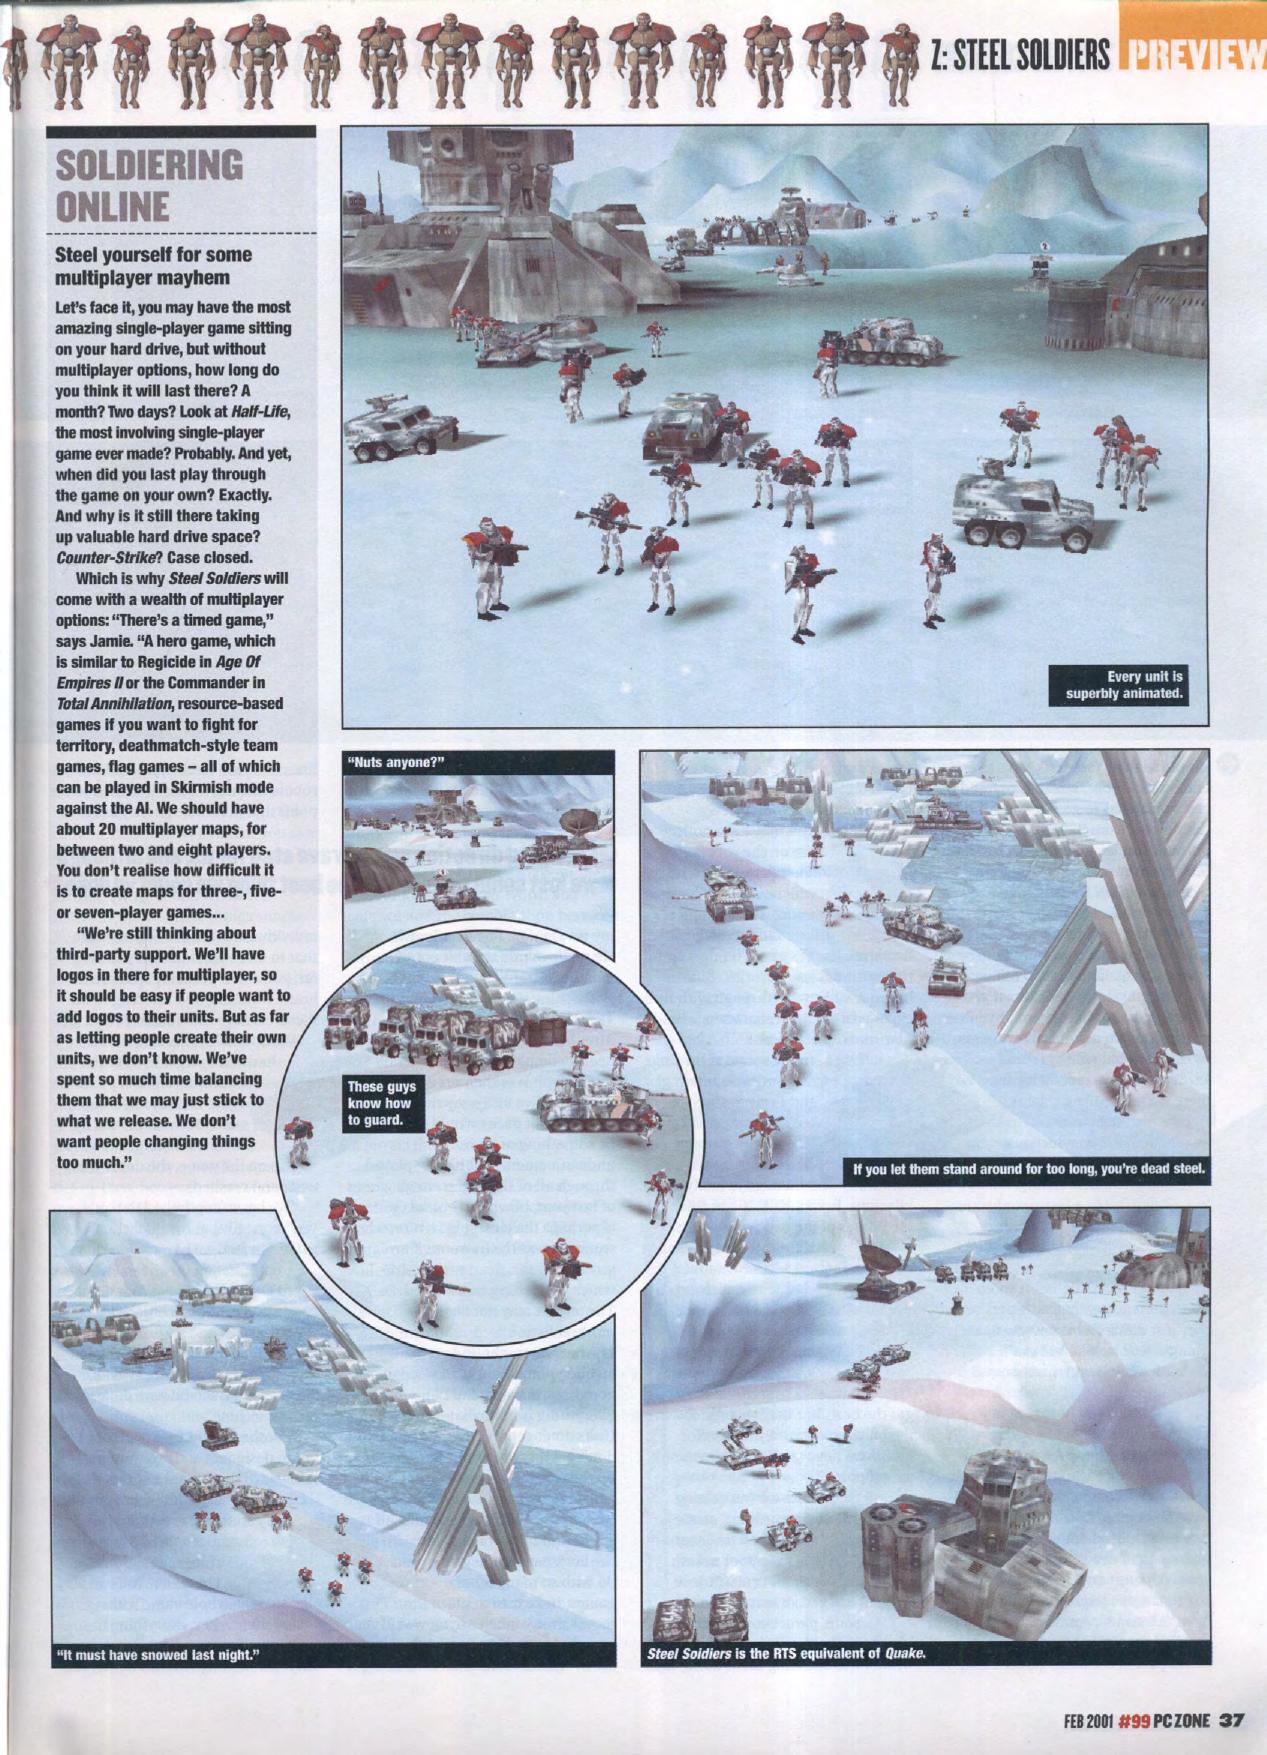 Z: STEEL SOLDIERS PREVIEW
SOLDIERING
ONLINE
Steel yourself for some
multiplayer mayhem
Let's face it, you may have the most
amazing single-player game sitting
on your hard drive, but without
multiplayer options, how long do
you think it will last there? A
month? Two days? Look at Half-Life,
the most involving single-player
game ever made? Probably. And yet,
when did you last play through
the game on your own? Exactly.
And why is it still there taking
up valuable hard drive space?
Counter-Strike? Case closed.
Which is why Steel Soldiers will
come with a wealth of multiplayer
options: “There's a timed game,”
says Jamie. “A hero game, which
is similar to Regicide in Age Of
Empires II or the Commander in
Total Annihilation, resource-based
games if you want to fight for
territory, deathmatch-style team
games, flag games – all of which
can be played in Skirmish mode
against the AI. We should have
about 20 multiplayer maps, for
between two and eight players.
You don't realise how difficult it
is to create maps for three-, five-
or seven-player games...
“We're still thinking about
third-party support. We'll have
logos in there for multiplayer, so
it should be easy if people want to
add logos to their units. But as far
as letting people create their own
units, we don't know. We've
spent so much time balancing
them that we may just stick to
what we release. We don't
want people changing things
too much.”
Every unit is
superbly animated.
“Nuts anyone?”
These guys
know how
to guard.
If you let them stand around for too long, you're dead steel.
“It must have snowed last night.”
Steel Soldiers is the RTS equivalent of Quake.
FEB 2001 #99 PC ZONE 37